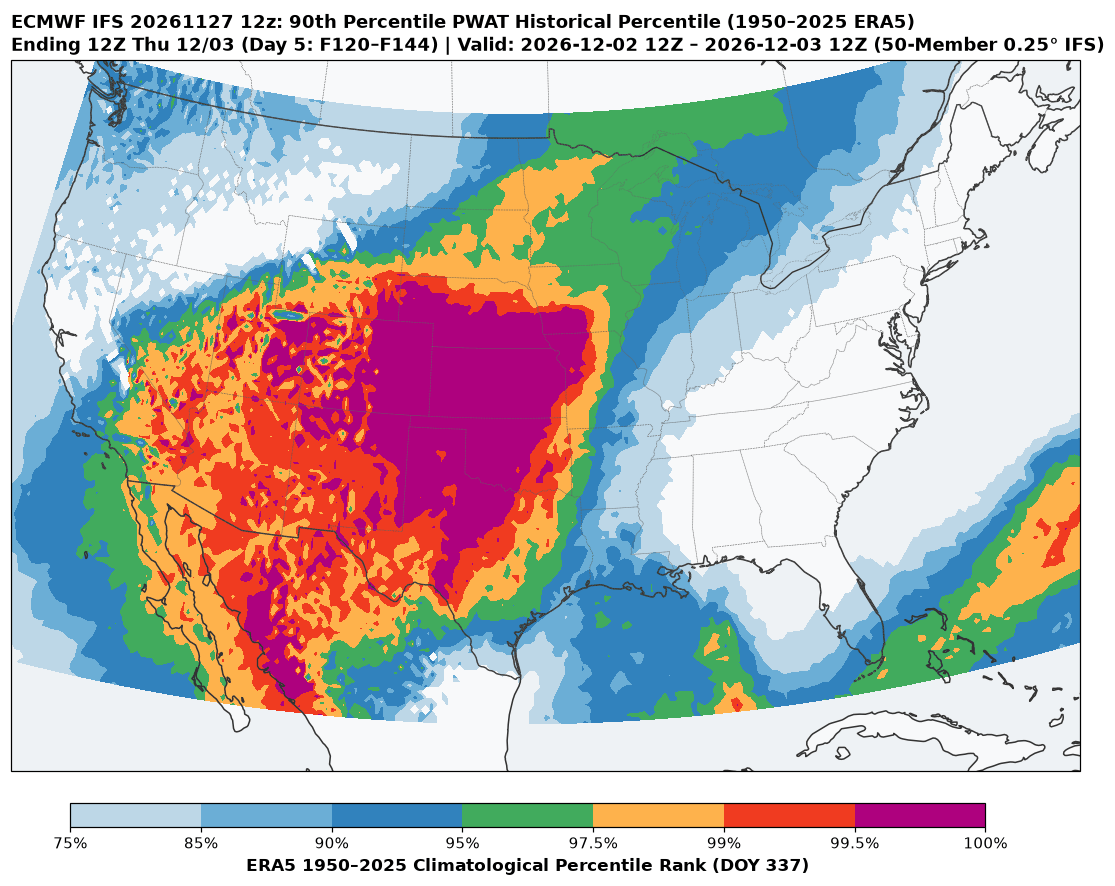 ECMWF IFS 20261127 12z: 90th Percentile PWAT Historical Percentile (1950–2025 ERA5)
Ending 12Z Thu 12/03 (Day 5: F120–F144) | Valid: 2026-12-02 12Z – 2026-12-03 12Z (50-Member 0.25° IFS)
75% 85% 90% 95% 97.5% 99% 99.5% 100%
ERA5 1950–2025 Climatological Percentile Rank (DOY 337)